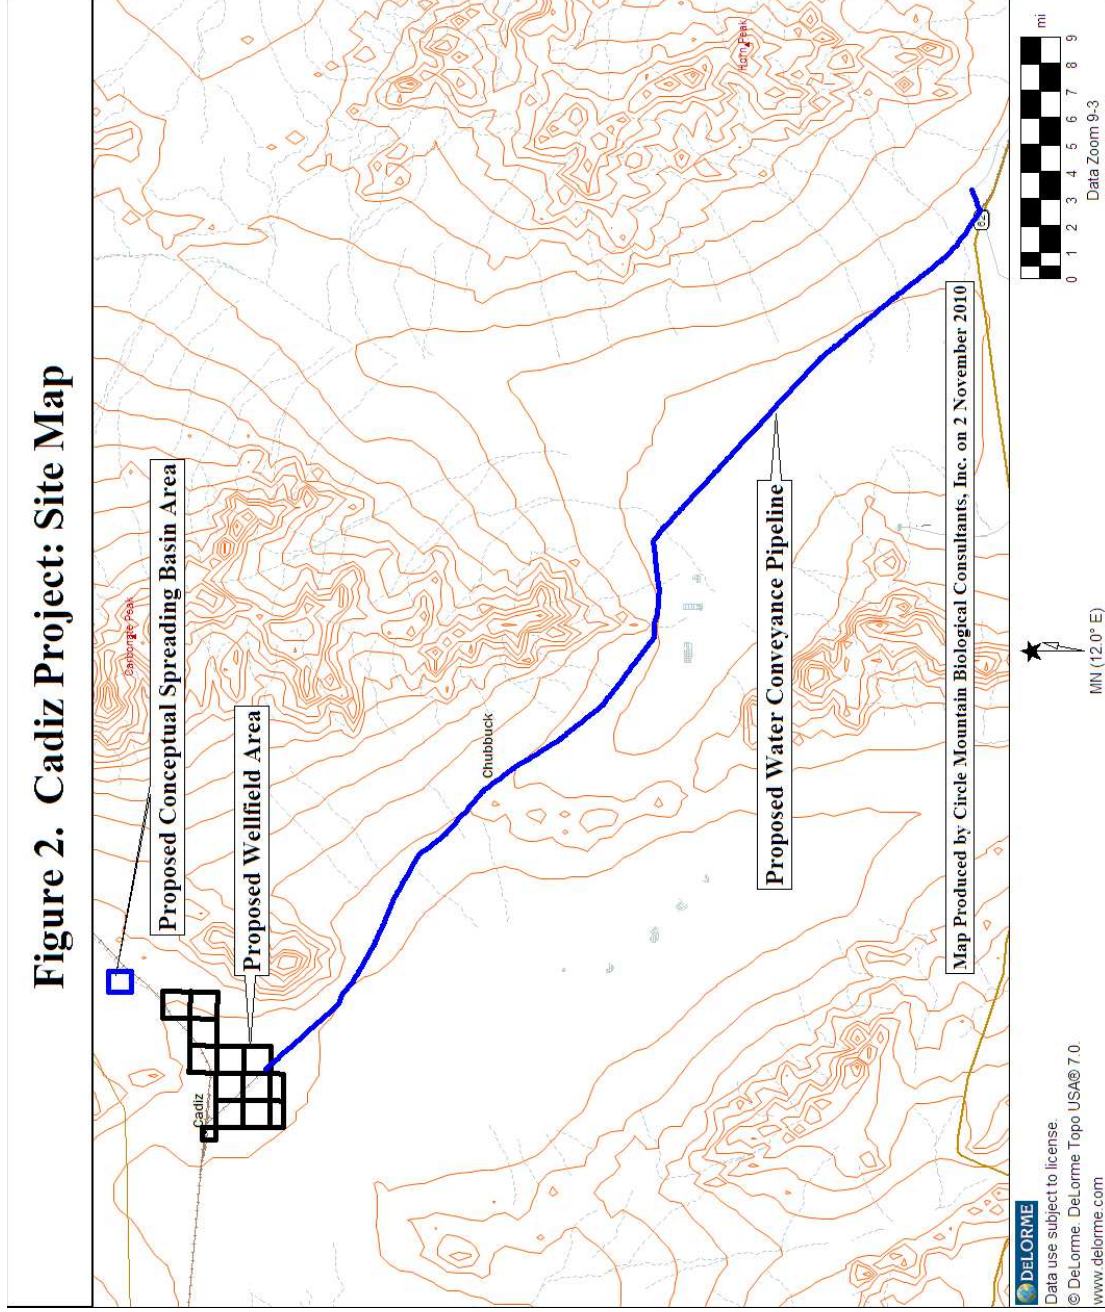 Figure 2.  Cadiz Project: Site Map
Carbonate Peak
Horn Peak
Proposed Conceptual Spreading Basin Area
Cadiz
Proposed Wellfield Area
Chubbuck
Proposed Water Conveyance Pipeline
62
Map Produced by Circle Mountain Biological Consultants, Inc. on 2 November 2010
DELORME
Data use subject to license.
© DeLorme. DeLorme Topo USA® 7.0.
www.delorme.com
MN (12.0° E)
mi
0 1 2 3 4 5 6 7 8 9
Data Zoom 9-3